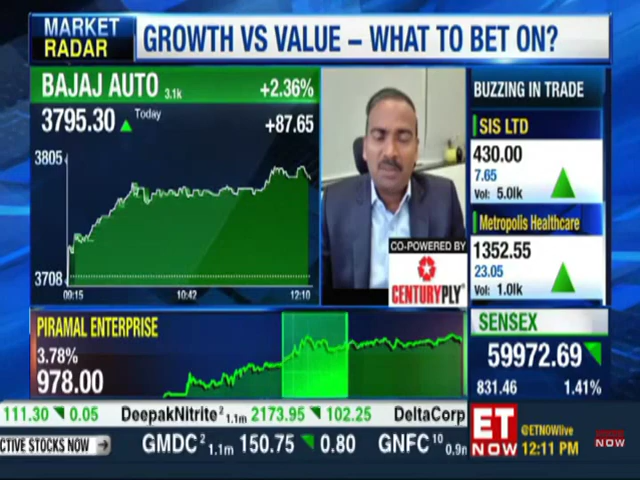 MARKET
RADAR
GROWTH VS VALUE – WHAT TO BET ON?
BAJAJ AUTO 3.1k +2.36%
3795.30 Today +87.65
3805
3708
09:15 10:42 12:10
CO-POWERED BY
CENTURYPLY®
BUZZING IN TRADE
SIS LTD
430.00
7.65
Vol: 5.0lk
Metropolis Healthcare
1352.55
23.05
Vol: 1.0lk
PIRAMAL ENTERPRISE
3.78%
978.00
SENSEX
59972.69
831.46 1.41%
111.30 0.05 DeepakNitrite 2 1.1m 2173.95 102.25 DeltaCorp
CTIVE STOCKS NOW GMDC 2 1.1m 150.75 0.80 GNFC 10 0.9m
ET
NOW
@ETNOWlive
12:11 PM
NOW